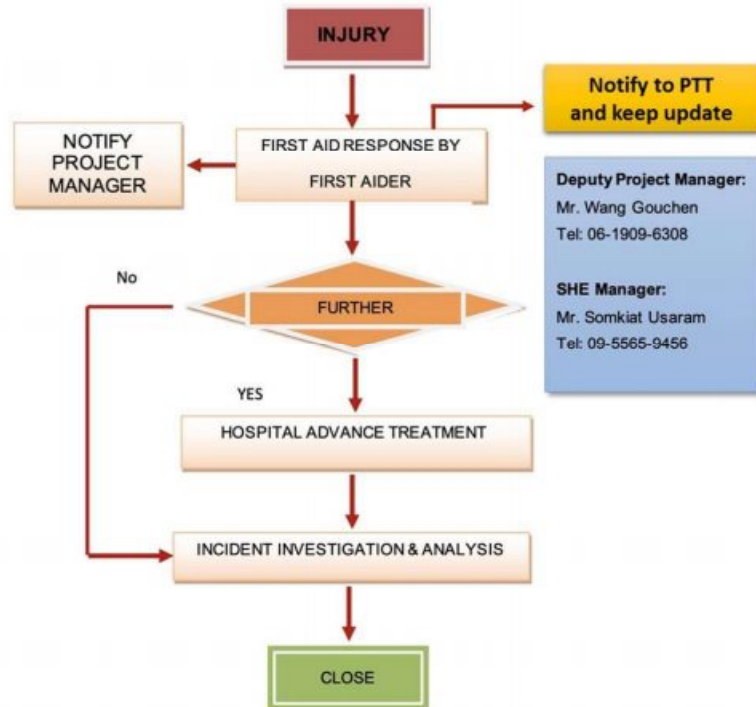 INJURY
Notify to PTT
and keep update
NOTIFY
PROJECT
MANAGER
FIRST AID RESPONSE BY
FIRST AIDER
Deputy Project Manager:
Mr. Wang Gouchen
Tel: 06-1909-6308
SHE Manager:
Mr. Somkiat Usaram
Tel: 09-5565-9456
No
FURTHER
YES
HOSPITAL ADVANCE TREATMENT
INCIDENT INVESTIGATION & ANALYSIS
CLOSE